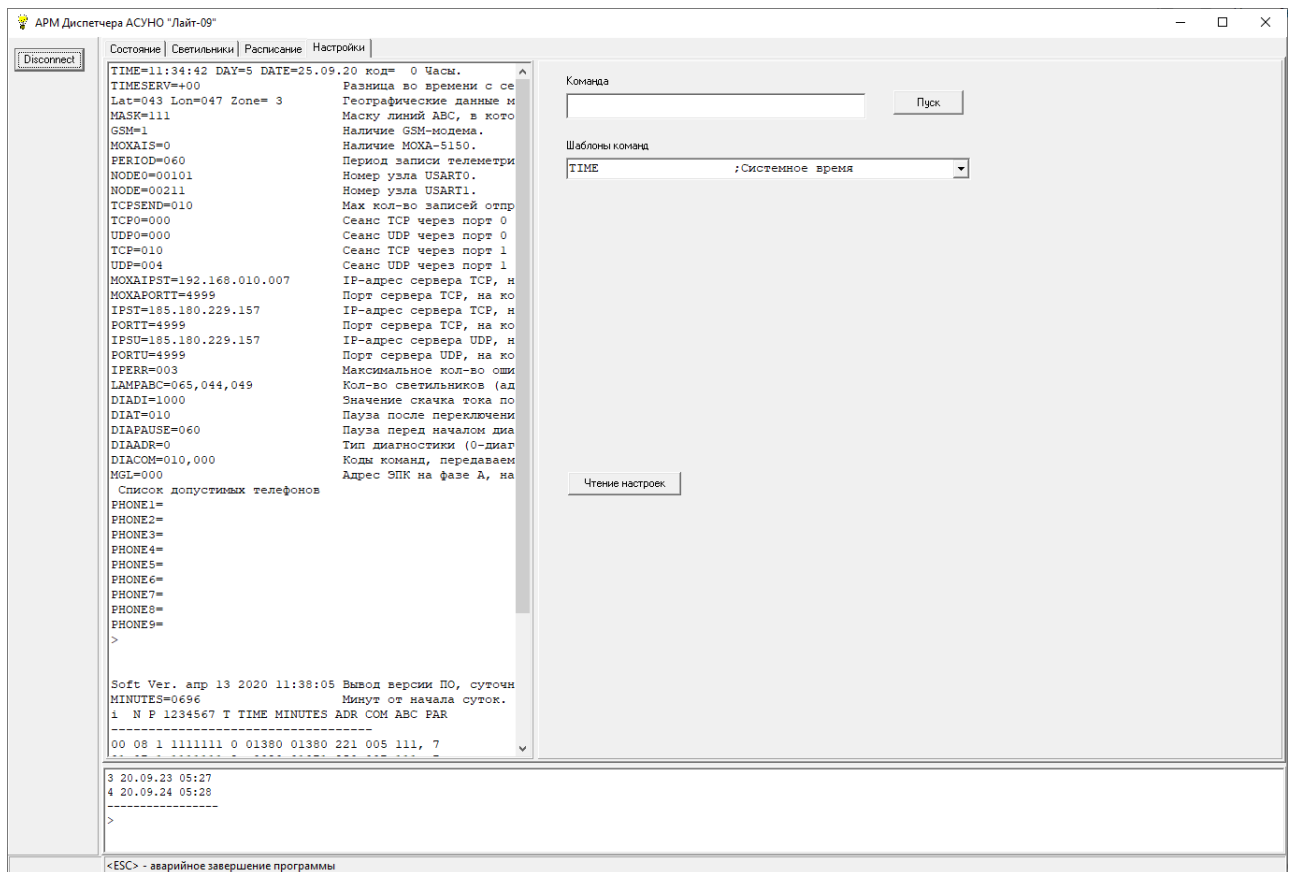 АРМ Диспетчера АСУНО "Лайт-09"
Disconnect
Состояние Светильники Расписание Настройки
TIME=11:34:42 DAY=5 DATE=25.09.20 код=  0 Часы.
TIMESERV=+00 Разница во времени с се
Lat=043 Lon=047 Zone= 3 Географические данные м
MASK=111 Маску линий ABC, в кото
GSM=1 Наличие GSM-модема.
MOXAIS=0 Наличие MOXA-5150.
PERIOD=060 Период записи телеметри
NODE0=00101 Номер узла USART0.
NODE=00211 Номер узла USART1.
TCPSEND=010 Max кол-во записей отпр
TCP0=000 Сеанс TCP через порт 0
UDP0=000 Сеанс UDP через порт 0
TCP=010 Сеанс TCP через порт 1
UDP=004 Сеанс UDP через порт 1
MOXAIPST=192.168.010.007 IP-адрес сервера TCP, н
MOXAPORTT=4999 Порт сервера TCP, на ко
IPST=185.180.229.157 IP-адрес сервера TCP, н
PORTT=4999 Порт сервера TCP, на ко
IPSU=185.180.229.157 IP-адрес сервера UDP, н
PORTU=4999 Порт сервера UDP, на ко
IPERR=003 Максимальное кол-во оши
LAMPABC=065,044,049 Кол-во светильников (ад
DIADI=1000 Значение скачка тока по
DIAT=010 Пауза после переключени
DIAPAUSE=060 Пауза перед началом диа
DIAADR=0 Тип диагностики (0-диаг
DIACOM=010,000 Коды команд, передаваем
MGL=000 Адрес ЭПК на фазе А, на
Список допустимых телефонов
PHONE1=
PHONE2=
PHONE3=
PHONE4=
PHONE5=
PHONE6=
PHONE7=
PHONE8=
PHONE9=
>
Soft Ver. апр 13 2020 11:38:05 Вывод версии ПО, суточн
MINUTES=0696 Минут от начала суток.
i  N P 1234567 T TIME MINUTES ADR COM ABC PAR
-----------------------------------
00 08 1 1111111 0 01380 01380 221 005 111, 7
Команда
Пуск
Шаблоны команд
TIME ;Системное время
Чтение настроек
3 20.09.23 05:27
4 20.09.24 05:28
-----------------
>
<ESC> - аварийное завершение программы